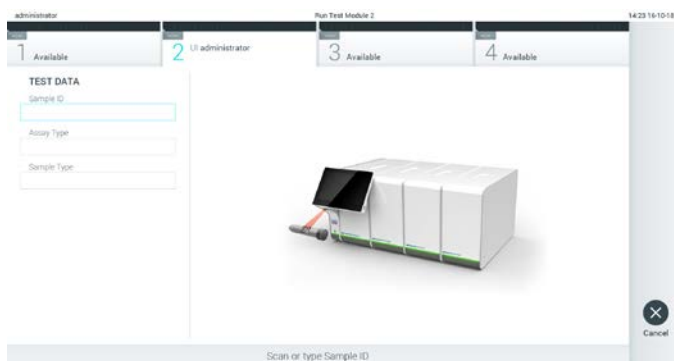 administrator
Run Test Module 2
14:23 16-10-18
1 Available
2 UI administrator
3 Available
4 Available
TEST DATA
Sample ID
Assay Type
Sample Type
Cancel
Scan or type Sample ID